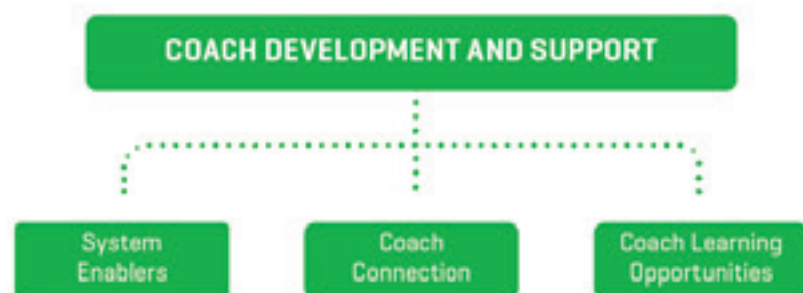 COACH DEVELOPMENT AND SUPPORT
System
Enablers
Coach
Connection
Coach Learning
Opportunities